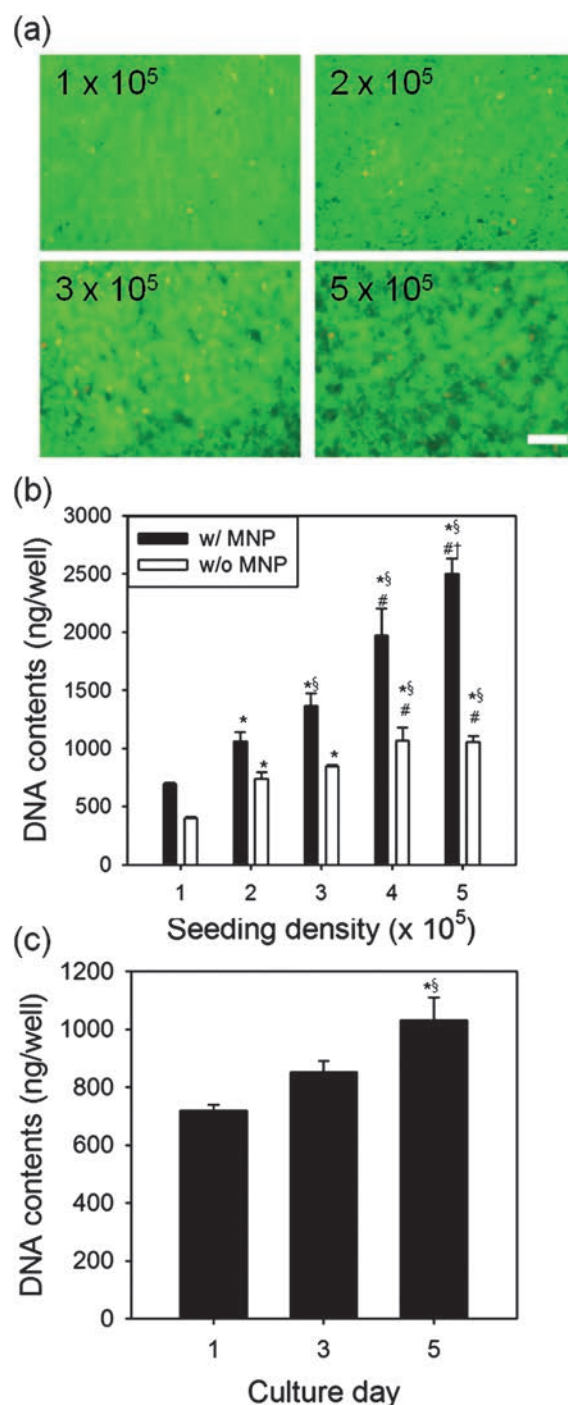 (a)
1 x 10⁵
2 x 10⁵
3 x 10⁵
5 x 10⁵
(b)
DNA contents (ng/well)
3000
2500
2000
1500
1000
500
0
w/ MNP
w/o MNP
*
*
*§
*
*§
#
*§
#
*§
#†
*§
#
1 2 3 4 5
Seeding density (x 10⁵)
(c)
DNA contents (ng/well)
1200
1000
800
600
400
200
0
*§
1 3 5
Culture day